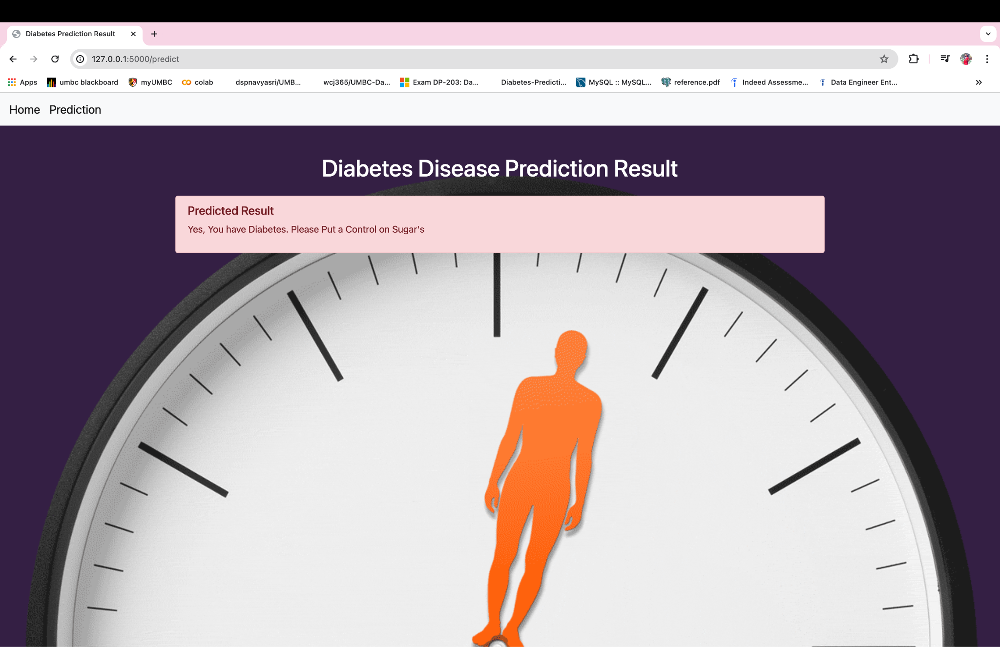 Diabetes Prediction Result
127.0.0.1:5000/predict
Apps umbc blackboard myUMBC colab dspnavyasri/UMB... wcj365/UMBC-Da... Exam DP-203: Da... Diabetes-Predicti... MySQL :: MySQL... reference.pdf Indeed Assessme... Data Engineer Ent...
Home Prediction
Diabetes Disease Prediction Result
Predicted Result
Yes, You have Diabetes. Please Put a Control on Sugar's